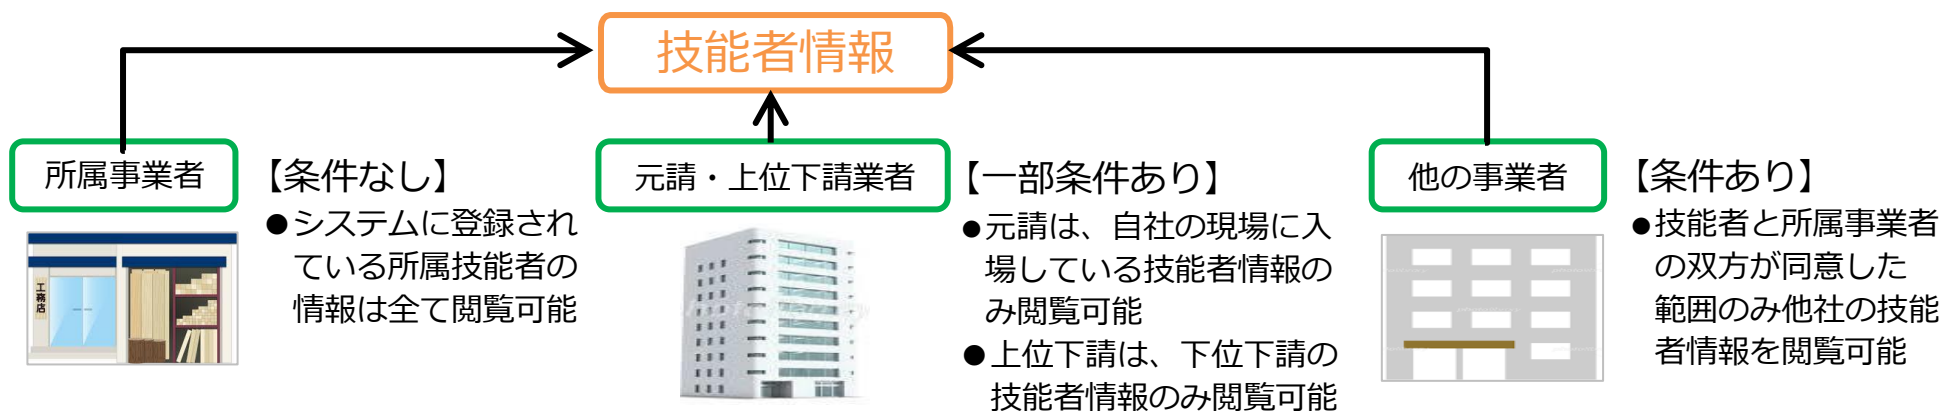 技能者情報
所属事業者
【条件なし】
●システムに登録され
ている所属技能者の
情報は全て閲覧可能
工務店
元請・上位下請業者
【一部条件あり】
●元請は、自社の現場に入
場している技能者情報の
み閲覧可能
●上位下請は、下位下請の
技能者情報のみ閲覧可能
他の事業者
【条件あり】
●技能者と所属事業者
の双方が同意した
範囲のみ他社の技能
者情報を閲覧可能